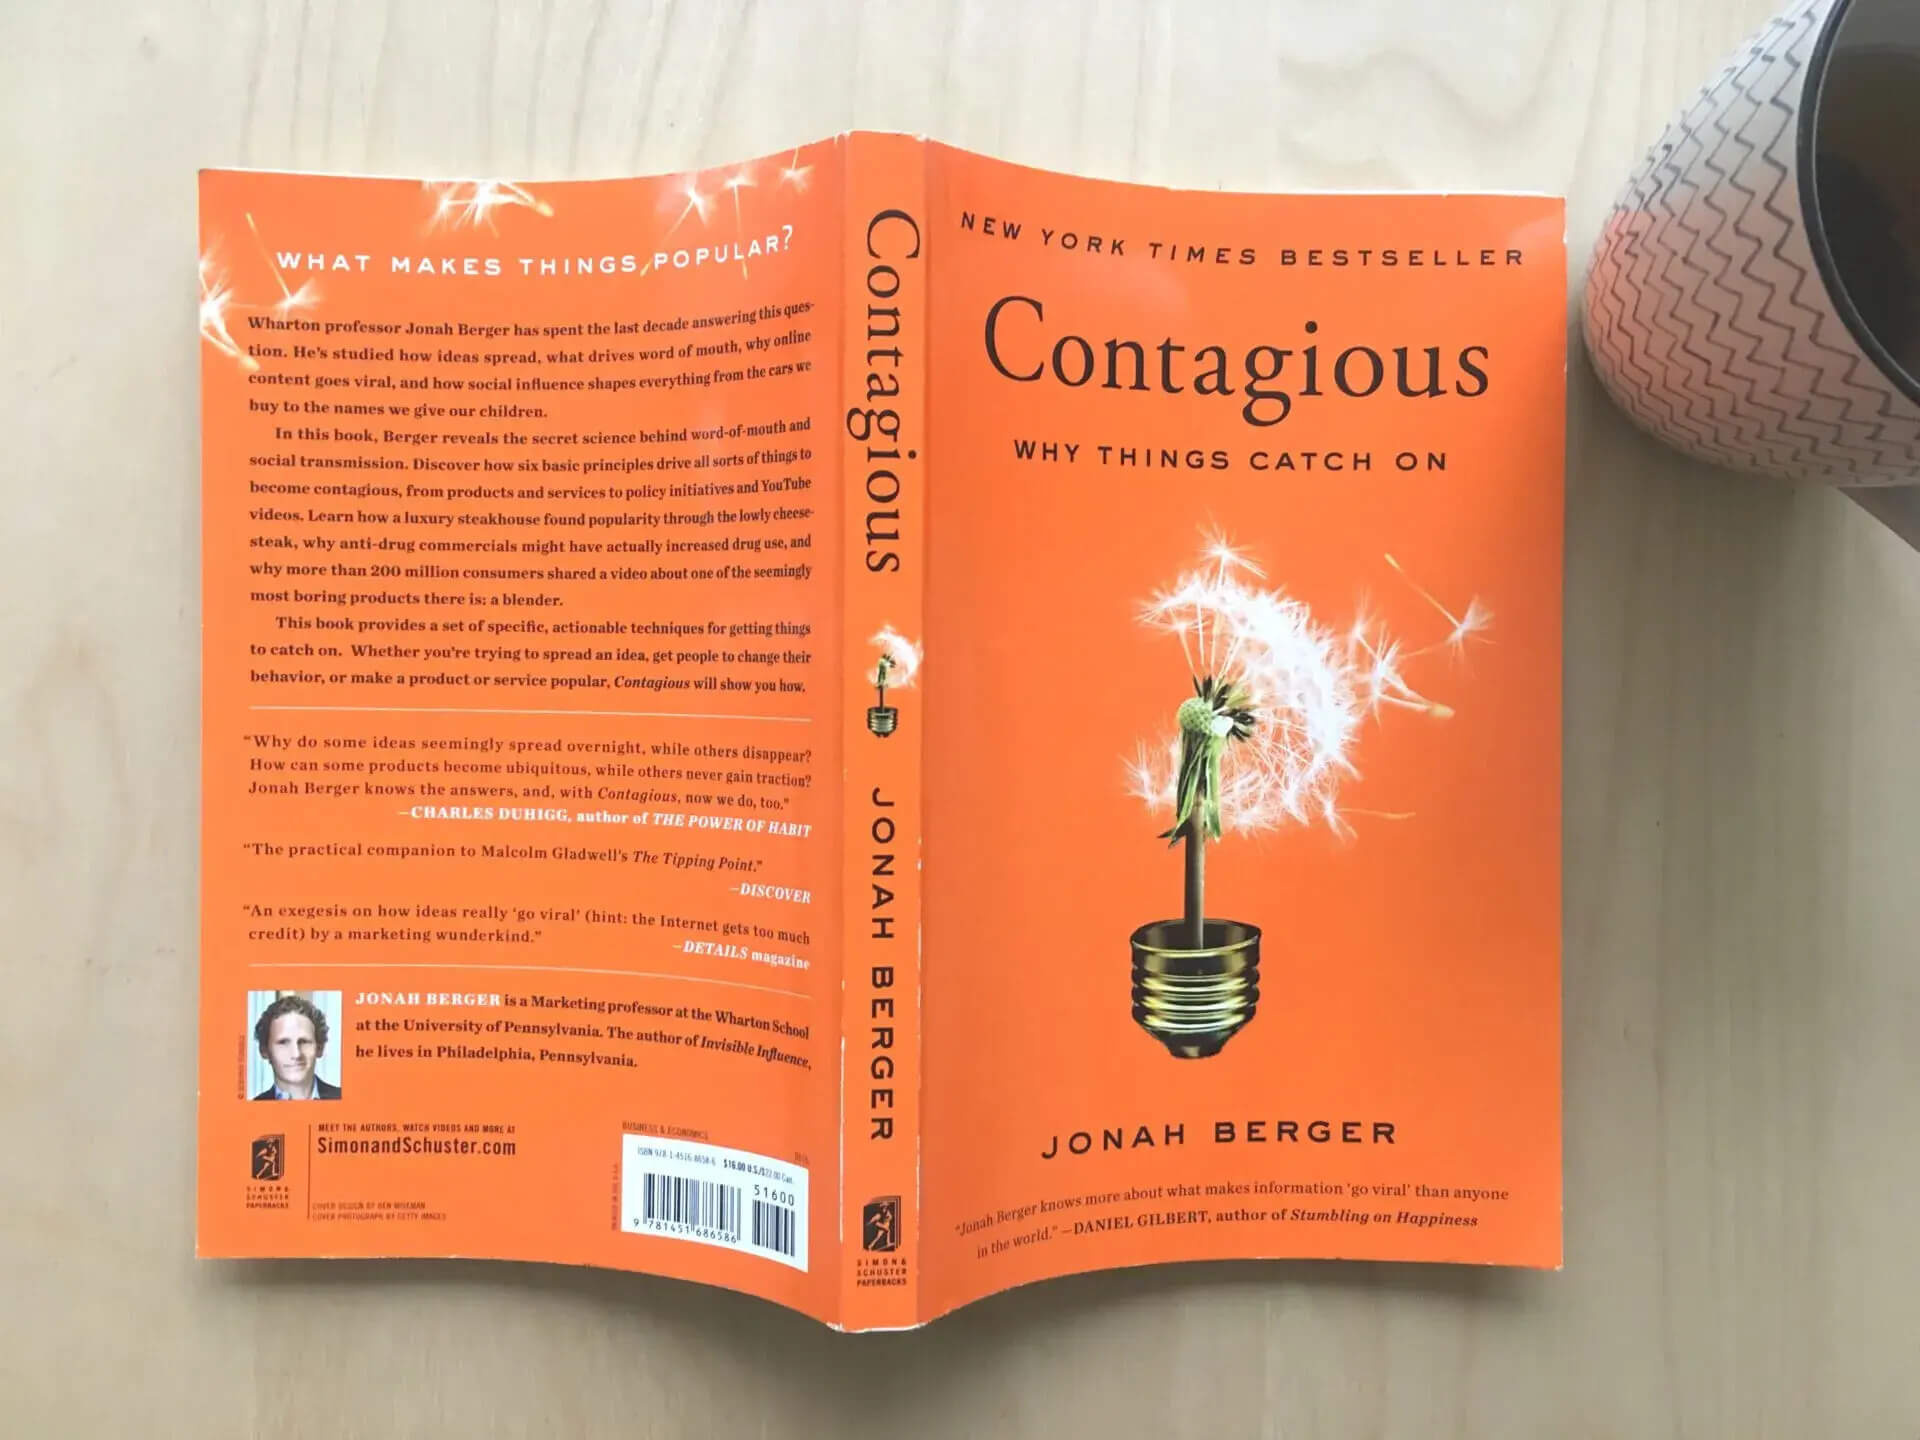 WHAT MAKES THINGS POPULAR?
Wharton professor Jonah Berger has spent the last decade answering this ques-
tion. He's studied how ideas spread, what drives word of mouth, why online
content goes viral, and how social influence shapes everything from the cars we
buy to the names we give our children.
In this book, Berger reveals the secret science behind word-of-mouth and
social transmission. Discover how six basic principles drive all sorts of things to
become contagious, from products and services to policy initiatives and YouTube
videos. Learn how a luxury steakhouse found popularity through the lowly cheese-
steak, why anti-drug commercials might have actually increased drug use, and
why more than 200 million consumers shared a video about one of the seemingly
most boring products there is: a blender.
This book provides a set of specific, actionable techniques for getting things
to catch on. Whether you're trying to spread an idea, get people to change their
behavior, or make a product or service popular, Contagious will show you how.
“Why do some ideas seemingly spread overnight, while others disappear?
How can some products become ubiquitous, while others never gain traction?
Jonah Berger knows the answers, and, with Contagious, now we do, too.”
—CHARLES DUHIGG, author of THE POWER OF HABIT
“The practical companion to Malcolm Gladwell's The Tipping Point.”
—DISCOVER
“An exegesis on how ideas really ‘go viral’ (hint: the Internet gets too much
credit) by a marketing wunderkind.”
—DETAILS magazine
JONAH BERGER is a Marketing professor at the Wharton School
at the University of Pennsylvania. The author of Invisible Influence,
he lives in Philadelphia, Pennsylvania.
MEET THE AUTHORS, WATCH VIDEOS AND MORE AT
SimonandSchuster.com
SIMON &
SCHUSTER
PAPERBACKS
COVER DESIGN BY BEN WISEMAN
COVER PHOTOGRAPH BY GETTY IMAGES
BUSINESS & ECONOMICS
ISBN 978-1-4516-8658-6 $16.00 U.S./$22.00 Can.
51600
9 781451 686586
Contagious
JONAH BERGER
SIMON &
SCHUSTER
PAPERBACKS
NEW YORK TIMES BESTSELLER
Contagious
WHY THINGS CATCH ON
JONAH BERGER
“Jonah Berger knows more about what makes information ‘go viral’ than anyone
in the world.” —DANIEL GILBERT, author of Stumbling on Happiness